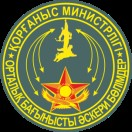 ҚОРҒАНЫС МИНИСТРЛІГІ
ОРТАЛЫҚ БАҒЫНЫСТЫ ӘСКЕРИ БӨЛІМДЕР